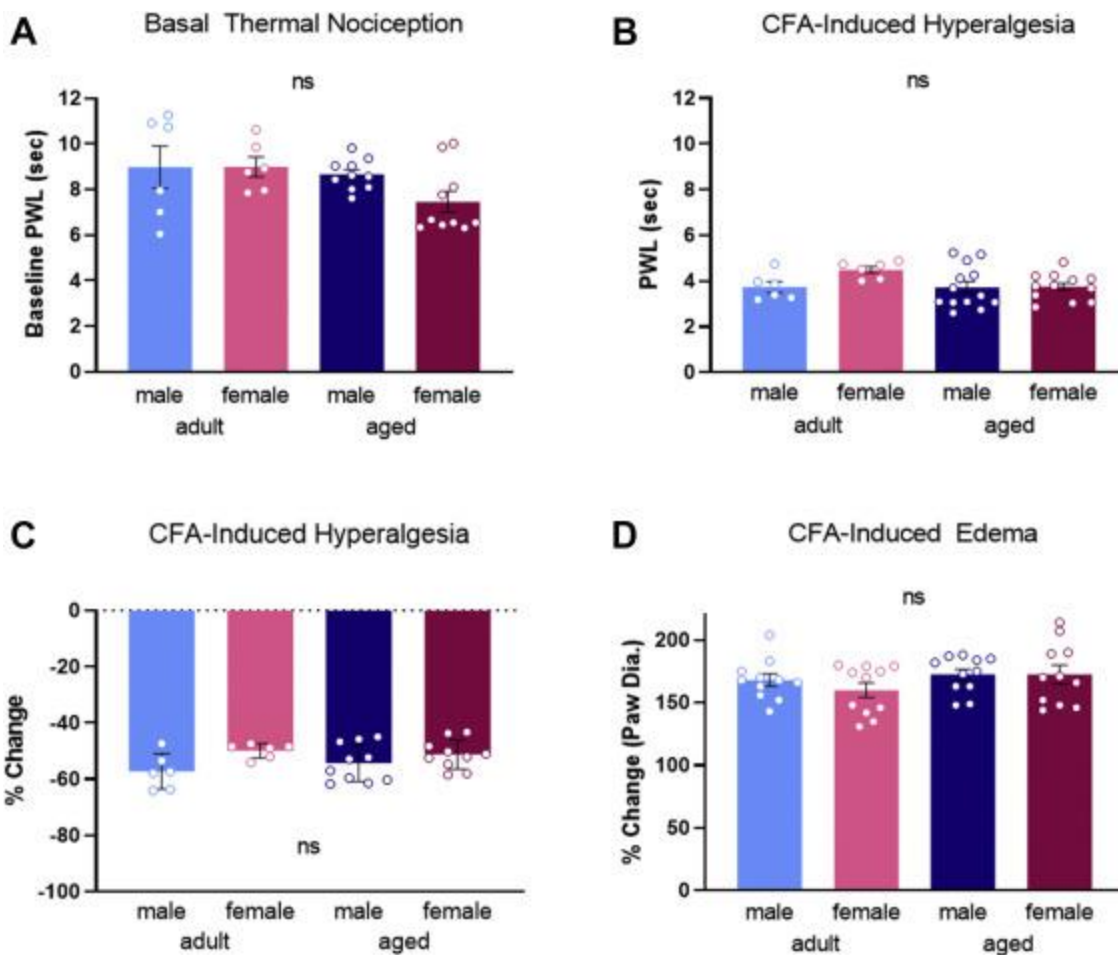 A
Basal Thermal Nociception
ns
Baseline PWL (sec)
12
10
8
6
4
2
0
male female male female
adult aged
B
CFA-Induced Hyperalgesia
ns
PWL (sec)
12
10
8
6
4
2
0
male female male female
adult aged
C
CFA-Induced Hyperalgesia
% Change
0
-20
-40
-60
-80
-100
ns
male female male female
adult aged
D
CFA-Induced Edema
ns
% Change (Paw Dia.)
200
150
100
50
0
male female male female
adult aged